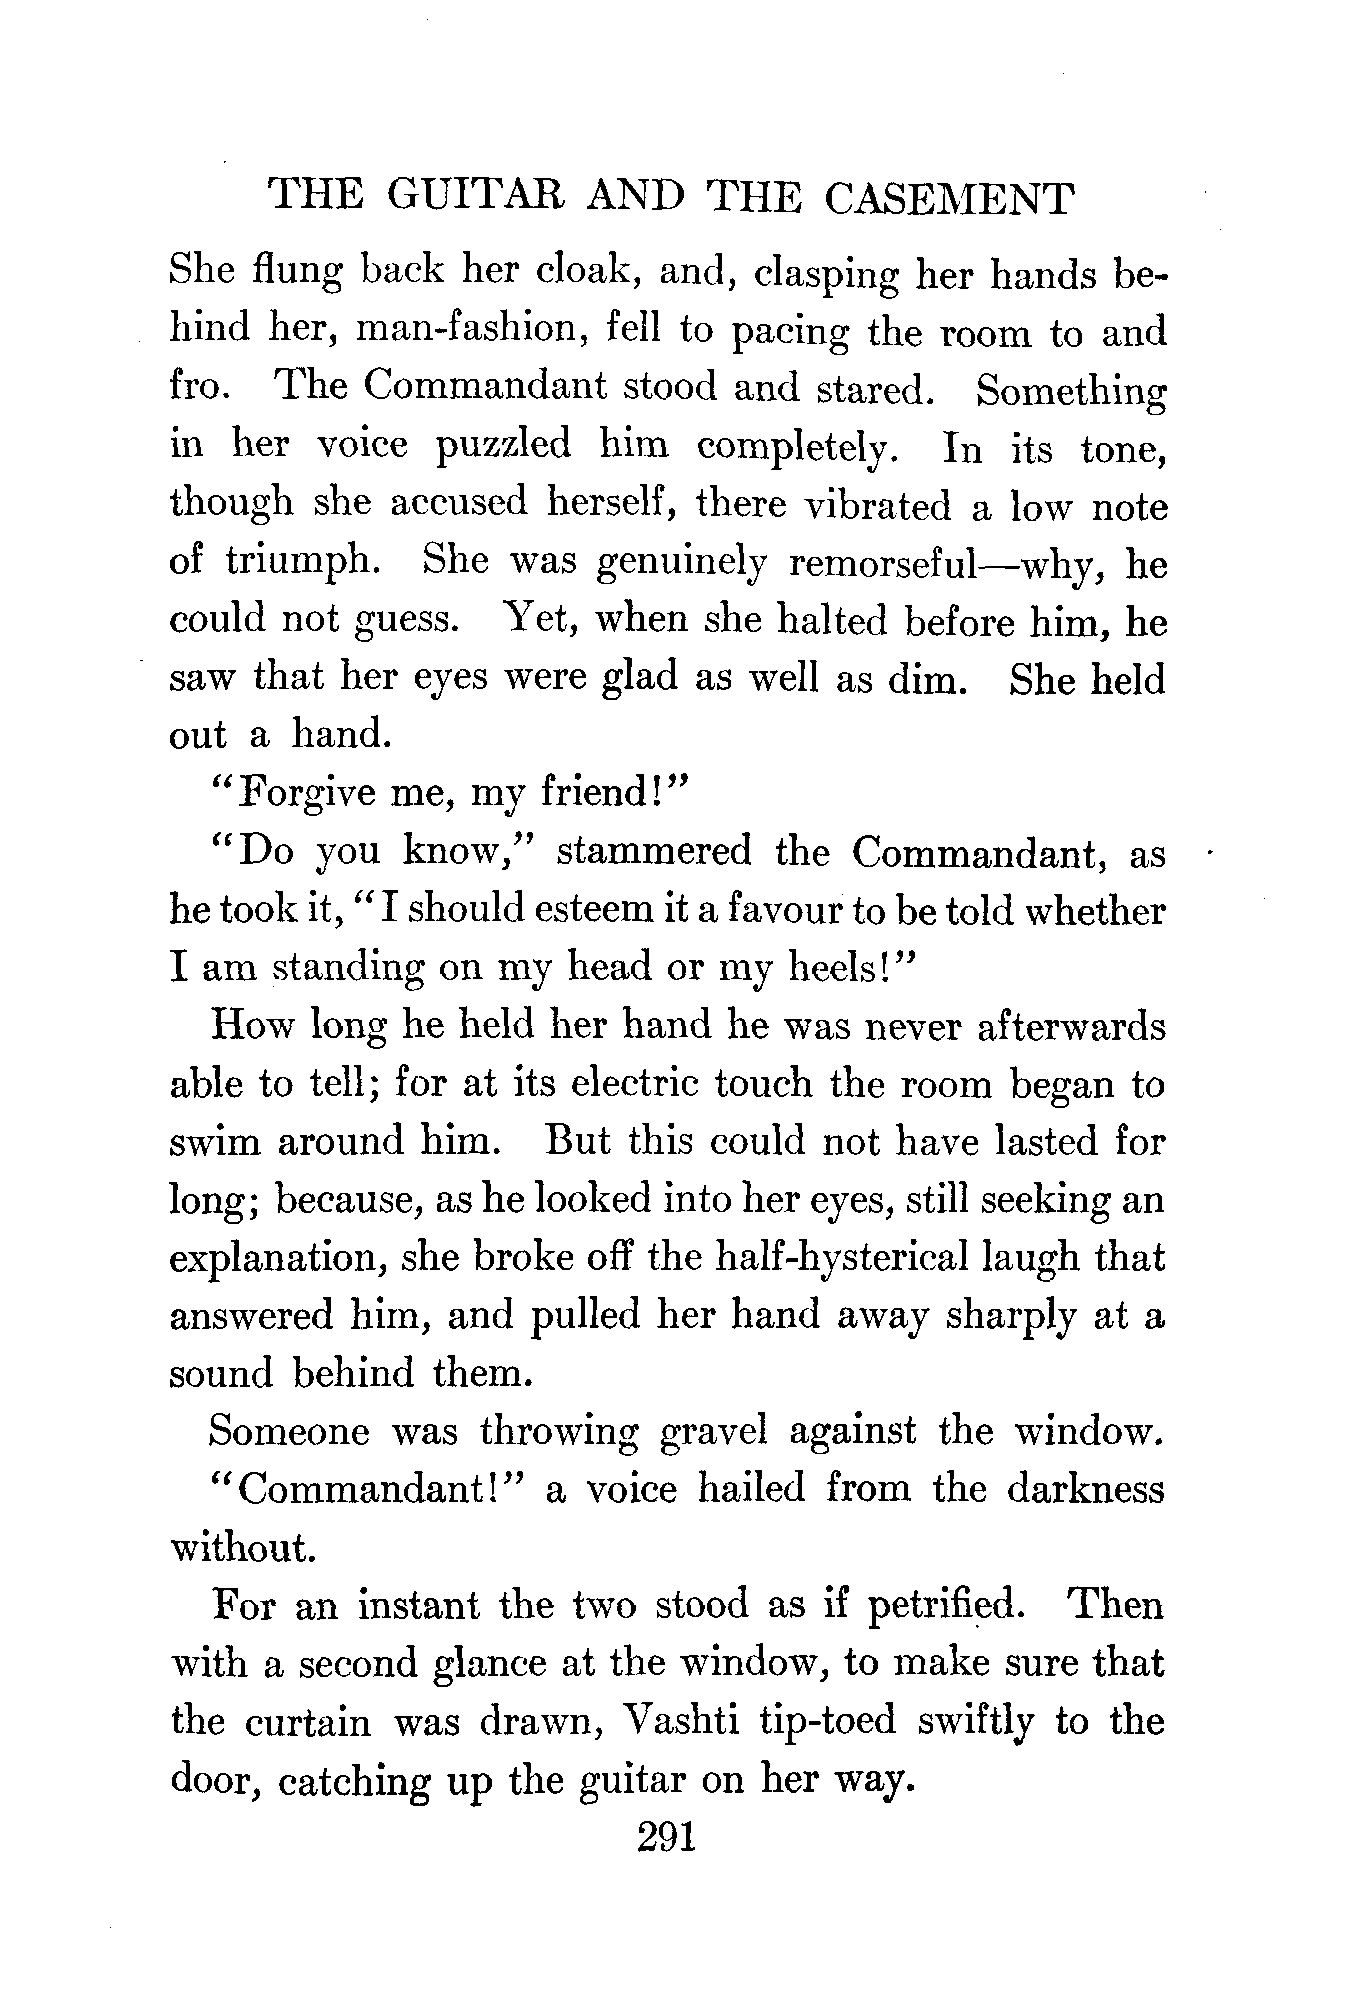 THE GUITAR AND THE CASEMENT
She flung back her cloak, and, clasping her hands be-
hind her, man-fashion, fell to pacing the room to and
fro. The Commandant stood and stared. Something
in her voice puzzled him completely. In its tone,
though she accused herself, there vibrated a low note
of triumph. She was genuinely remorseful—why, he
could not guess. Yet, when she halted before him, he
saw that her eyes were glad as well as dim. She held
out a hand.
"Forgive me, my friend!"
"Do you know," stammered the Commandant, as
he took it, "I should esteem it a favour to be told whether
I am standing on my head or my heels!"
How long he held her hand he was never afterwards
able to tell; for at its electric touch the room began to
swim around him. But this could not have lasted for
long; because, as he looked into her eyes, still seeking an
explanation, she broke off the half-hysterical laugh that
answered him, and pulled her hand away sharply at a
sound behind them.
Someone was throwing gravel against the window.
"Commandant!" a voice hailed from the darkness
without.
For an instant the two stood as if petrified. Then
with a second glance at the window, to make sure that
the curtain was drawn, Vashti tip-toed swiftly to the
door, catching up the guitar on her way.
291